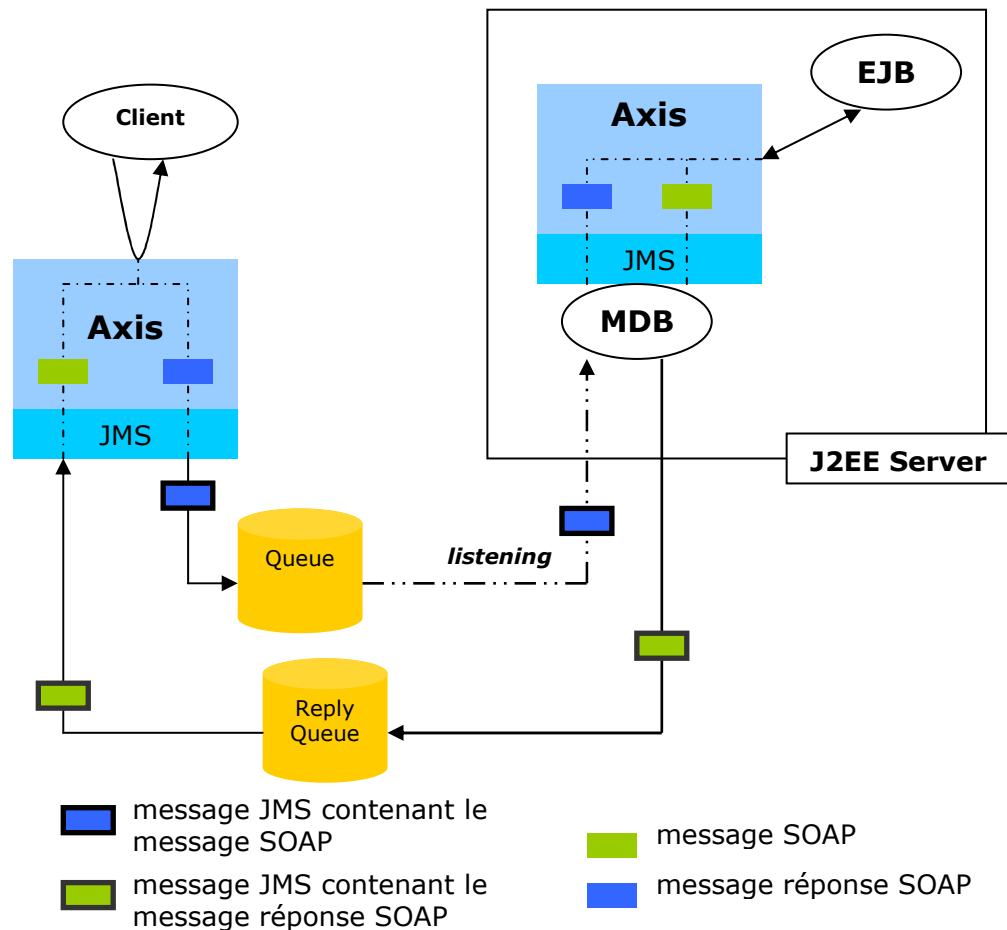 EJB
Client
Axis
JMS
MDB
Axis
JMS
J2EE Server
Queue
listening
Reply
Queue
message JMS contenant le
message SOAP
message SOAP
message JMS contenant le
message réponse SOAP
message réponse SOAP